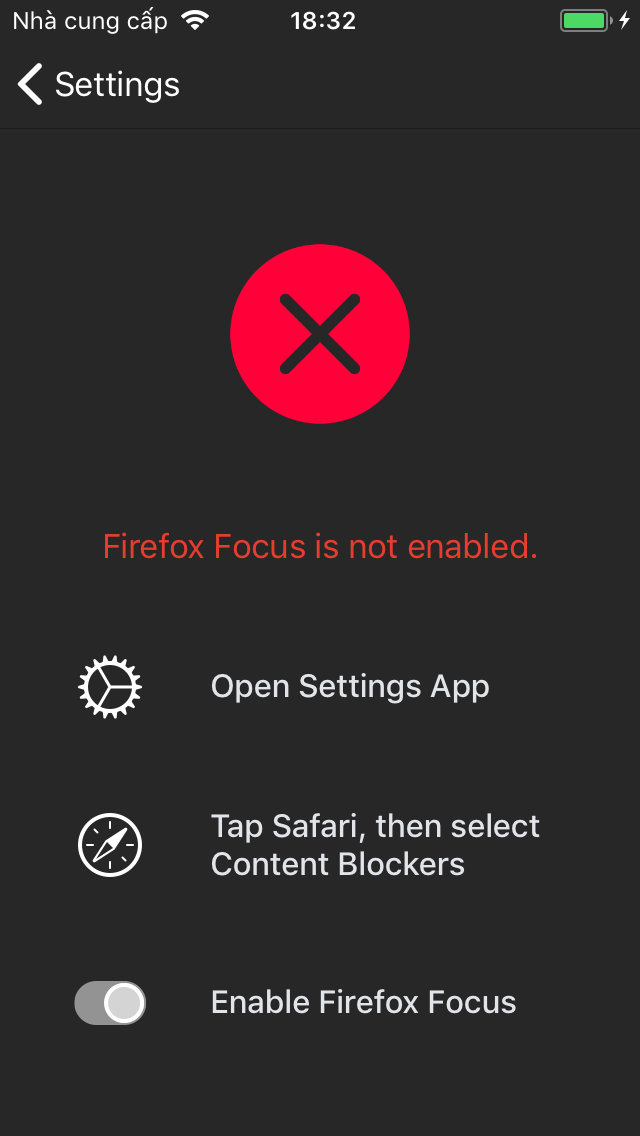 Nhà cung cấp 18:32
Settings
Firefox Focus is not enabled.
Open Settings App
Tap Safari, then select
Content Blockers
Enable Firefox Focus